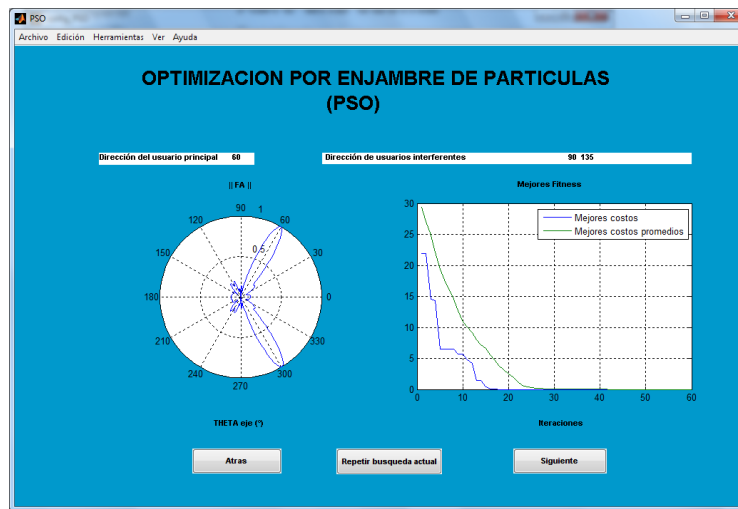 PSO
Archivo Edición Herramientas Ver Ayuda
OPTIMIZACION POR ENJAMBRE DE PARTICULAS
(PSO)
Dirección del usuario principal 60
Dirección de usuarios interferentes 90 135
|| FA ||
90
1
120
60
0.5
150
30
180
0
210
330
240
300
270
THETA eje (º)
Mejores Fitness
Mejores costos
Mejores costos promedios
30
25
20
15
10
5
0
0 10 20 30 40 50 60
Iteraciones
Atras
Repetir busqueda actual
Siguiente